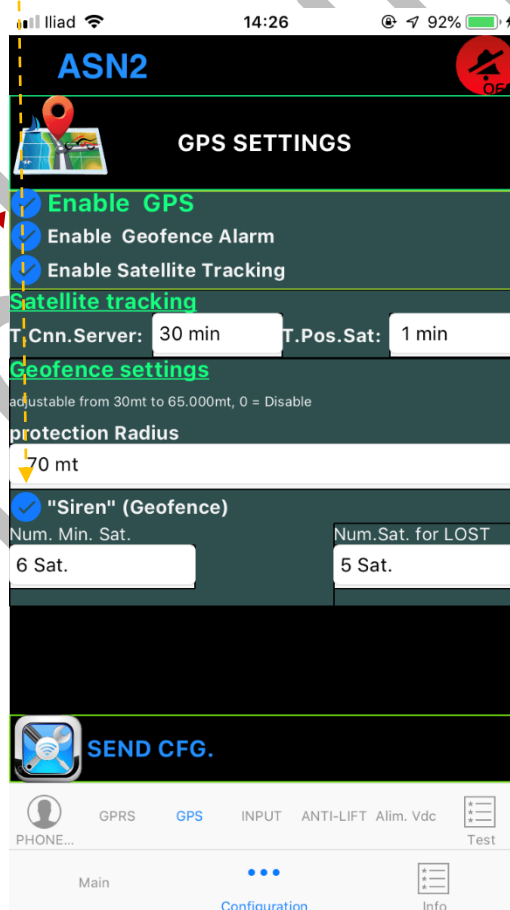 Iliad 14:26 92%
ASN2
OFF
GPS SETTINGS
Enable GPS
Enable Geofence Alarm
Enable Satellite Tracking
Satellite tracking
T.Cnn.Server: 30 min T.Pos.Sat: 1 min
Geofence settings
adjustable from 30mt to 65.000mt, 0 = Disable
protection Radius
70 mt
"Siren" (Geofence)
Num. Min. Sat. Num.Sat. for LOST
6 Sat. 5 Sat.
SEND CFG.
GPRS GPS INPUT ANTI-LIFT Alim. Vdc
PHONE... Test
Main
Configuration Info